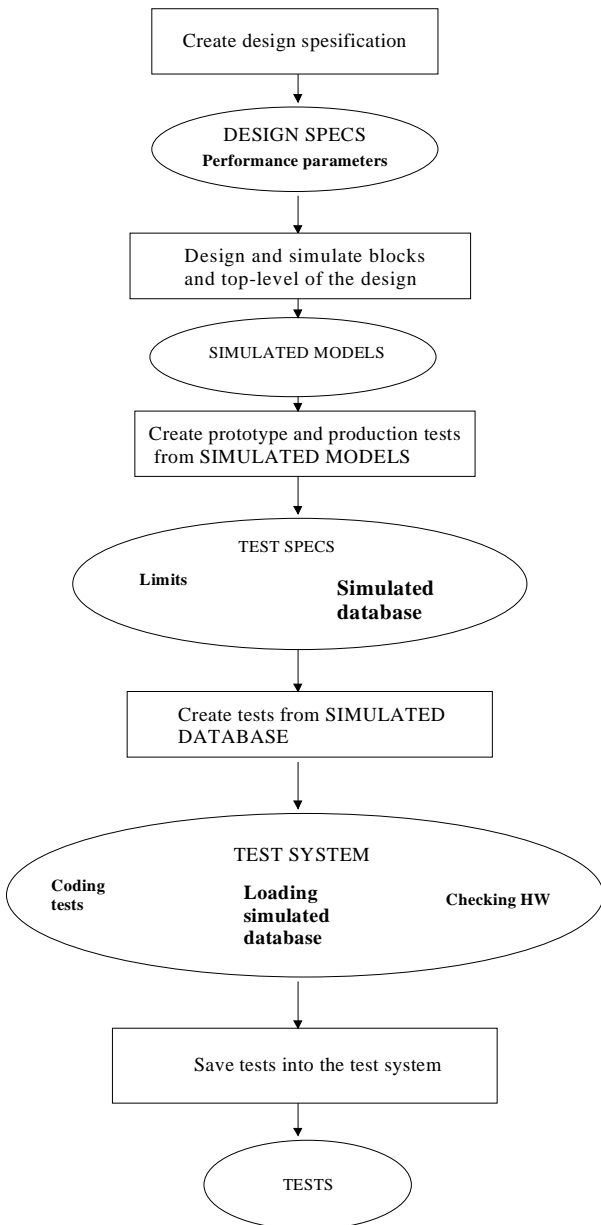 Create design spesification
DESIGN SPECS
Performance parameters
Design and simulate blocks
and top-level of the design
SIMULATED MODELS
Create prototype and production tests
from SIMULATED MODELS
TEST SPECS
Limits
Simulated
database
Create tests from SIMULATED
DATABASE
TEST SYSTEM
Coding
tests
Loading
simulated
database
Checking HW
Save tests into the test system
TESTS